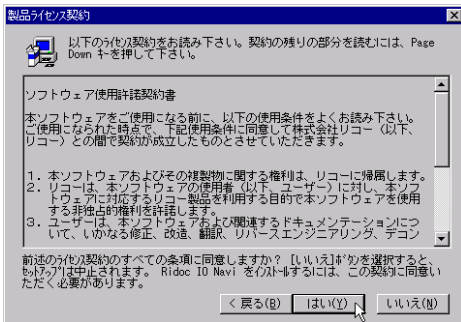 製品ライセンス契約
以下のライセンス契約をお読み下さい。契約の残りの部分を読むには、Page
Down キーを押して下さい。
ソフトウェア使用許諾契約書
本ソフトウェアをご使用になる前に、以下の使用条件をよくお読み下さい。
ご使用になられた時点で、下記使用条件に同意して株式会社リコー（以下、
リコー）との間で契約が成立したものとさせていただきます。
1. 本ソフトウェアおよびその複製物に関する権利は、リコーに帰属します。
2. リコーは、本ソフトウェアの使用者（以下、ユーザー）に対し、本ソフ
トウェアに対応するリコー製品を利用する目的で本ソフトウェアを使用
する非独占的権利を許諾します。
3. ユーザーは、本ソフトウェアおよび関連するドキュメンテーションにつ
いて、いかなる修正、改造、翻訳、リバースエンジニアリング、デコン
前述のライセンス契約のすべての条項に同意しますか? [いいえ]ボタンを選択すると、
セットアップは中止されます。 Ridoc IO Navi をインストールするには、この契約に同意い
ただく必要があります。
< 戻る(B) はい(Y) いいえ(N)